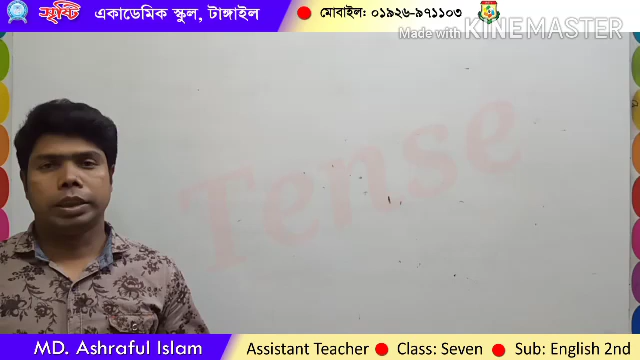 সৃষ্টি একাডেমিক স্কুল, টাঙ্গাইল মোবাইল: ০১৯২৬-৯৭১১০৩
Made with KINEMASTER
Tense
MD. Ashraful Islam Assistant Teacher Class: Seven Sub: English 2nd